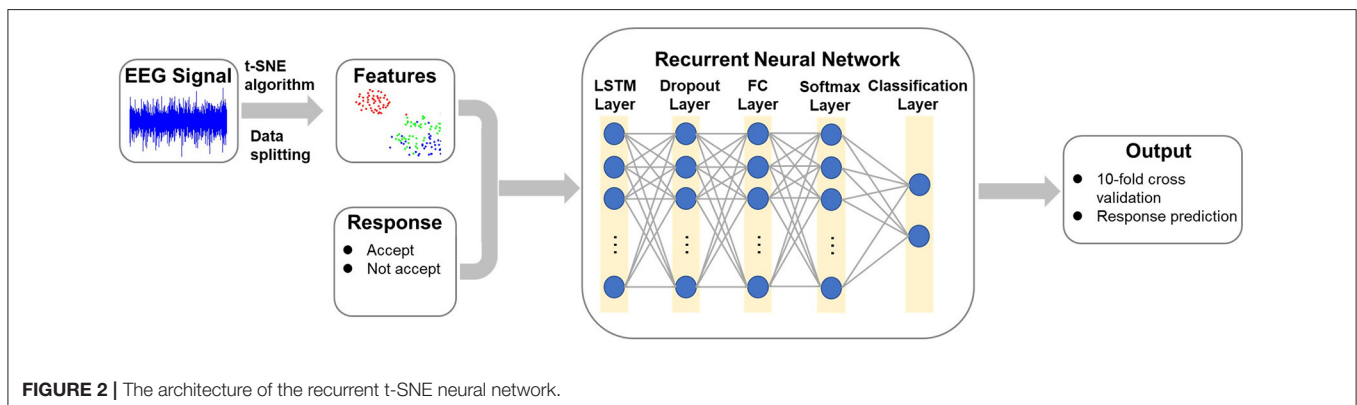 EEG Signal
t-SNE
algorithm
Data
splitting
Features
Response
● Accept
● Not accept
Recurrent Neural Network
LSTM
Layer
Dropout
Layer
FC
Layer
Softmax
Layer
Classification
Layer
Output
● 10-fold cross
validation
● Response prediction
FIGURE 2 | The architecture of the recurrent t-SNE neural network.